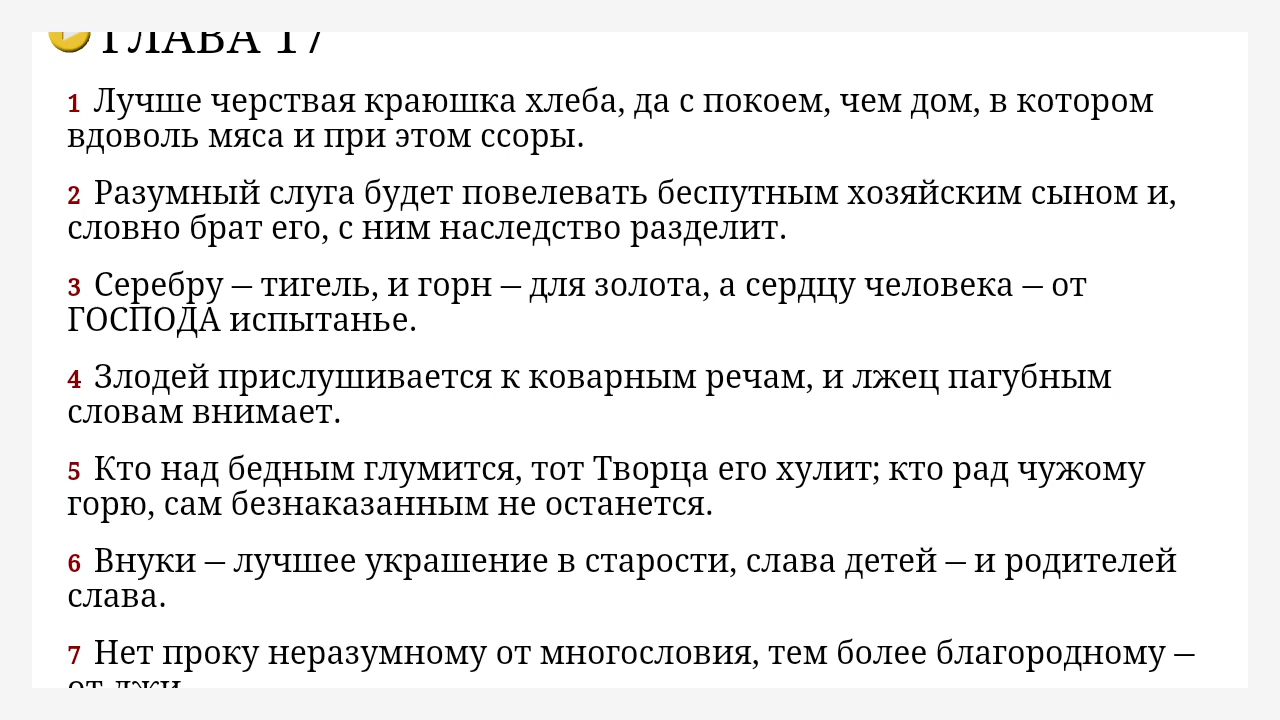 ГЛАВА 17
1 Лучше черствая краюшка хлеба, да с покоем, чем дом, в котором
вдоволь мяса и при этом ссоры.
2 Разумный слуга будет повелевать беспутным хозяйским сыном и,
словно брат его, с ним наследство разделит.
3 Серебру – тигель, и горн – для золота, а сердцу человека – от
ГОСПОДА испытанье.
4 Злодей прислушивается к коварным речам, и лжец пагубным
словам внимает.
5 Кто над бедным глумится, тот Творца его хулит; кто рад чужому
горю, сам безнаказанным не останется.
6 Внуки – лучшее украшение в старости, слава детей – и родителей
слава.
7 Нет проку неразумному от многословия, тем более благородному –
от лжи.